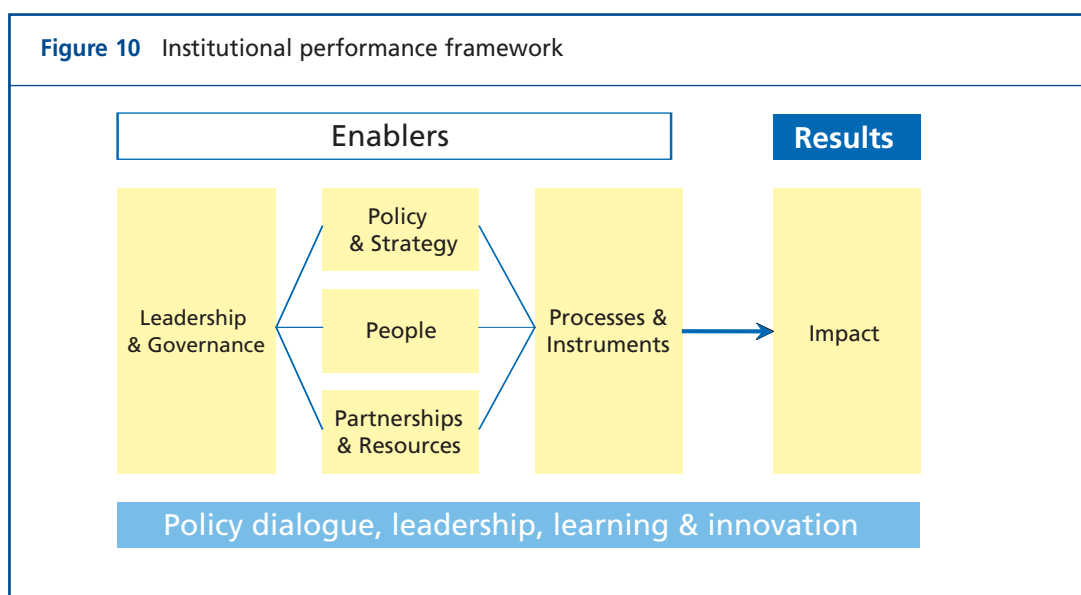 Figure 10 Institutional performance framework
Enablers
Results
Leadership
& Governance
Policy
& Strategy
People
Partnerships
& Resources
Processes &
Instruments
Impact
Policy dialogue, leadership, learning & innovation